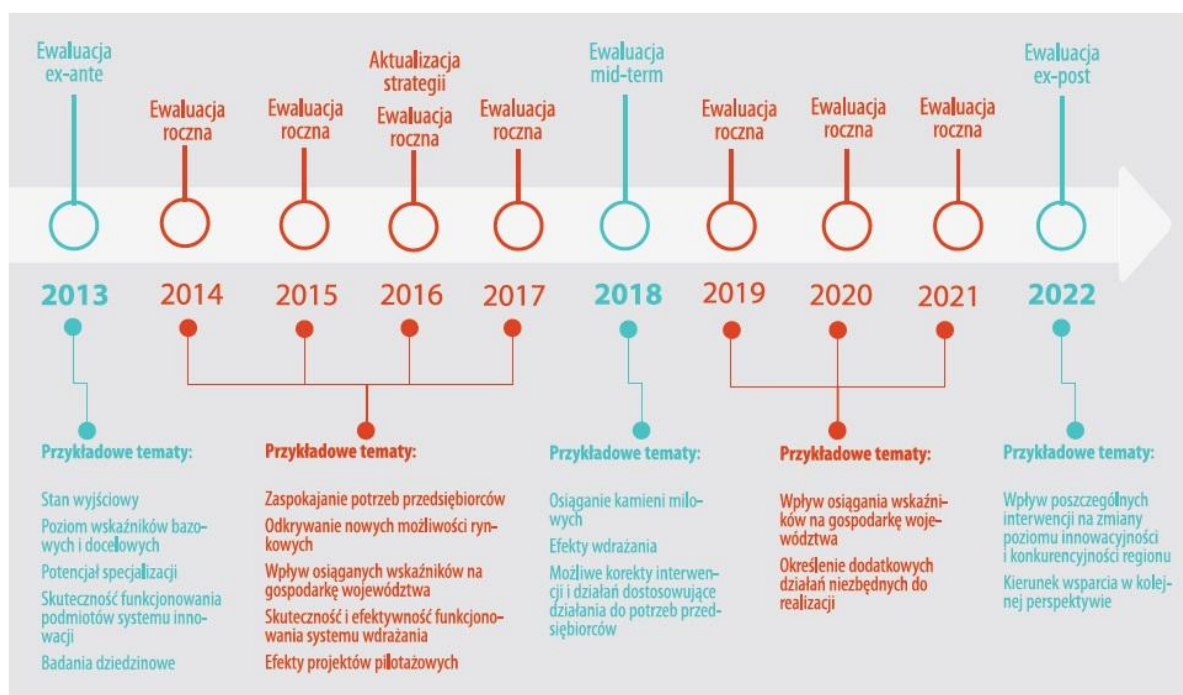 Ewaluacja
ex-ante
Ewaluacja
roczna
Ewaluacja
roczna
Aktualizacja
strategii
Ewaluacja
roczna
Ewaluacja
roczna
Ewaluacja
mid-term
Ewaluacja
roczna
Ewaluacja
roczna
Ewaluacja
roczna
Ewaluacja
ex-post
2013
2014
2015
2016
2017
2018
2019
2020
2021
2022
Przykładowe tematy:
Stan wyjściowy
Poziom wskaźników bazo-
wych i docelowych
Potencjał specjalizacji
Skuteczność funkcjonowania
podmiotów systemu inno-
wacji
Badania dziedzinowe
Przykładowe tematy:
Zaspokajanie potrzeb przedsiębiorców
Odkrywanie nowych możliwości ryn-
kowych
Wpływ osiąganych wskaźników na
gospodarkę województwa
Skuteczność i efektywność funkcjono-
wania systemu wdrażania
Efekty projektów pilotażowych
Przykładowe tematy:
Osiąganie kamieni milo-
wych
Efekty wdrażania
Możliwe korekty interwen-
cji i działań dostosowujące
działania do potrzeb przed-
siębiorców
Przykładowe tematy:
Wpływ osiągania wskaźni-
ków na gospodarkę woje-
wództwa
Określenie dodatkowych
działań niezbędnych do
realizacji
Przykładowe tematy:
Wpływ poszczególnych
interwencji na zmiany
poziomu innowacyjności
i konkurencyjności regionu
Kierunek wsparcia w kolej-
nej perspektywie